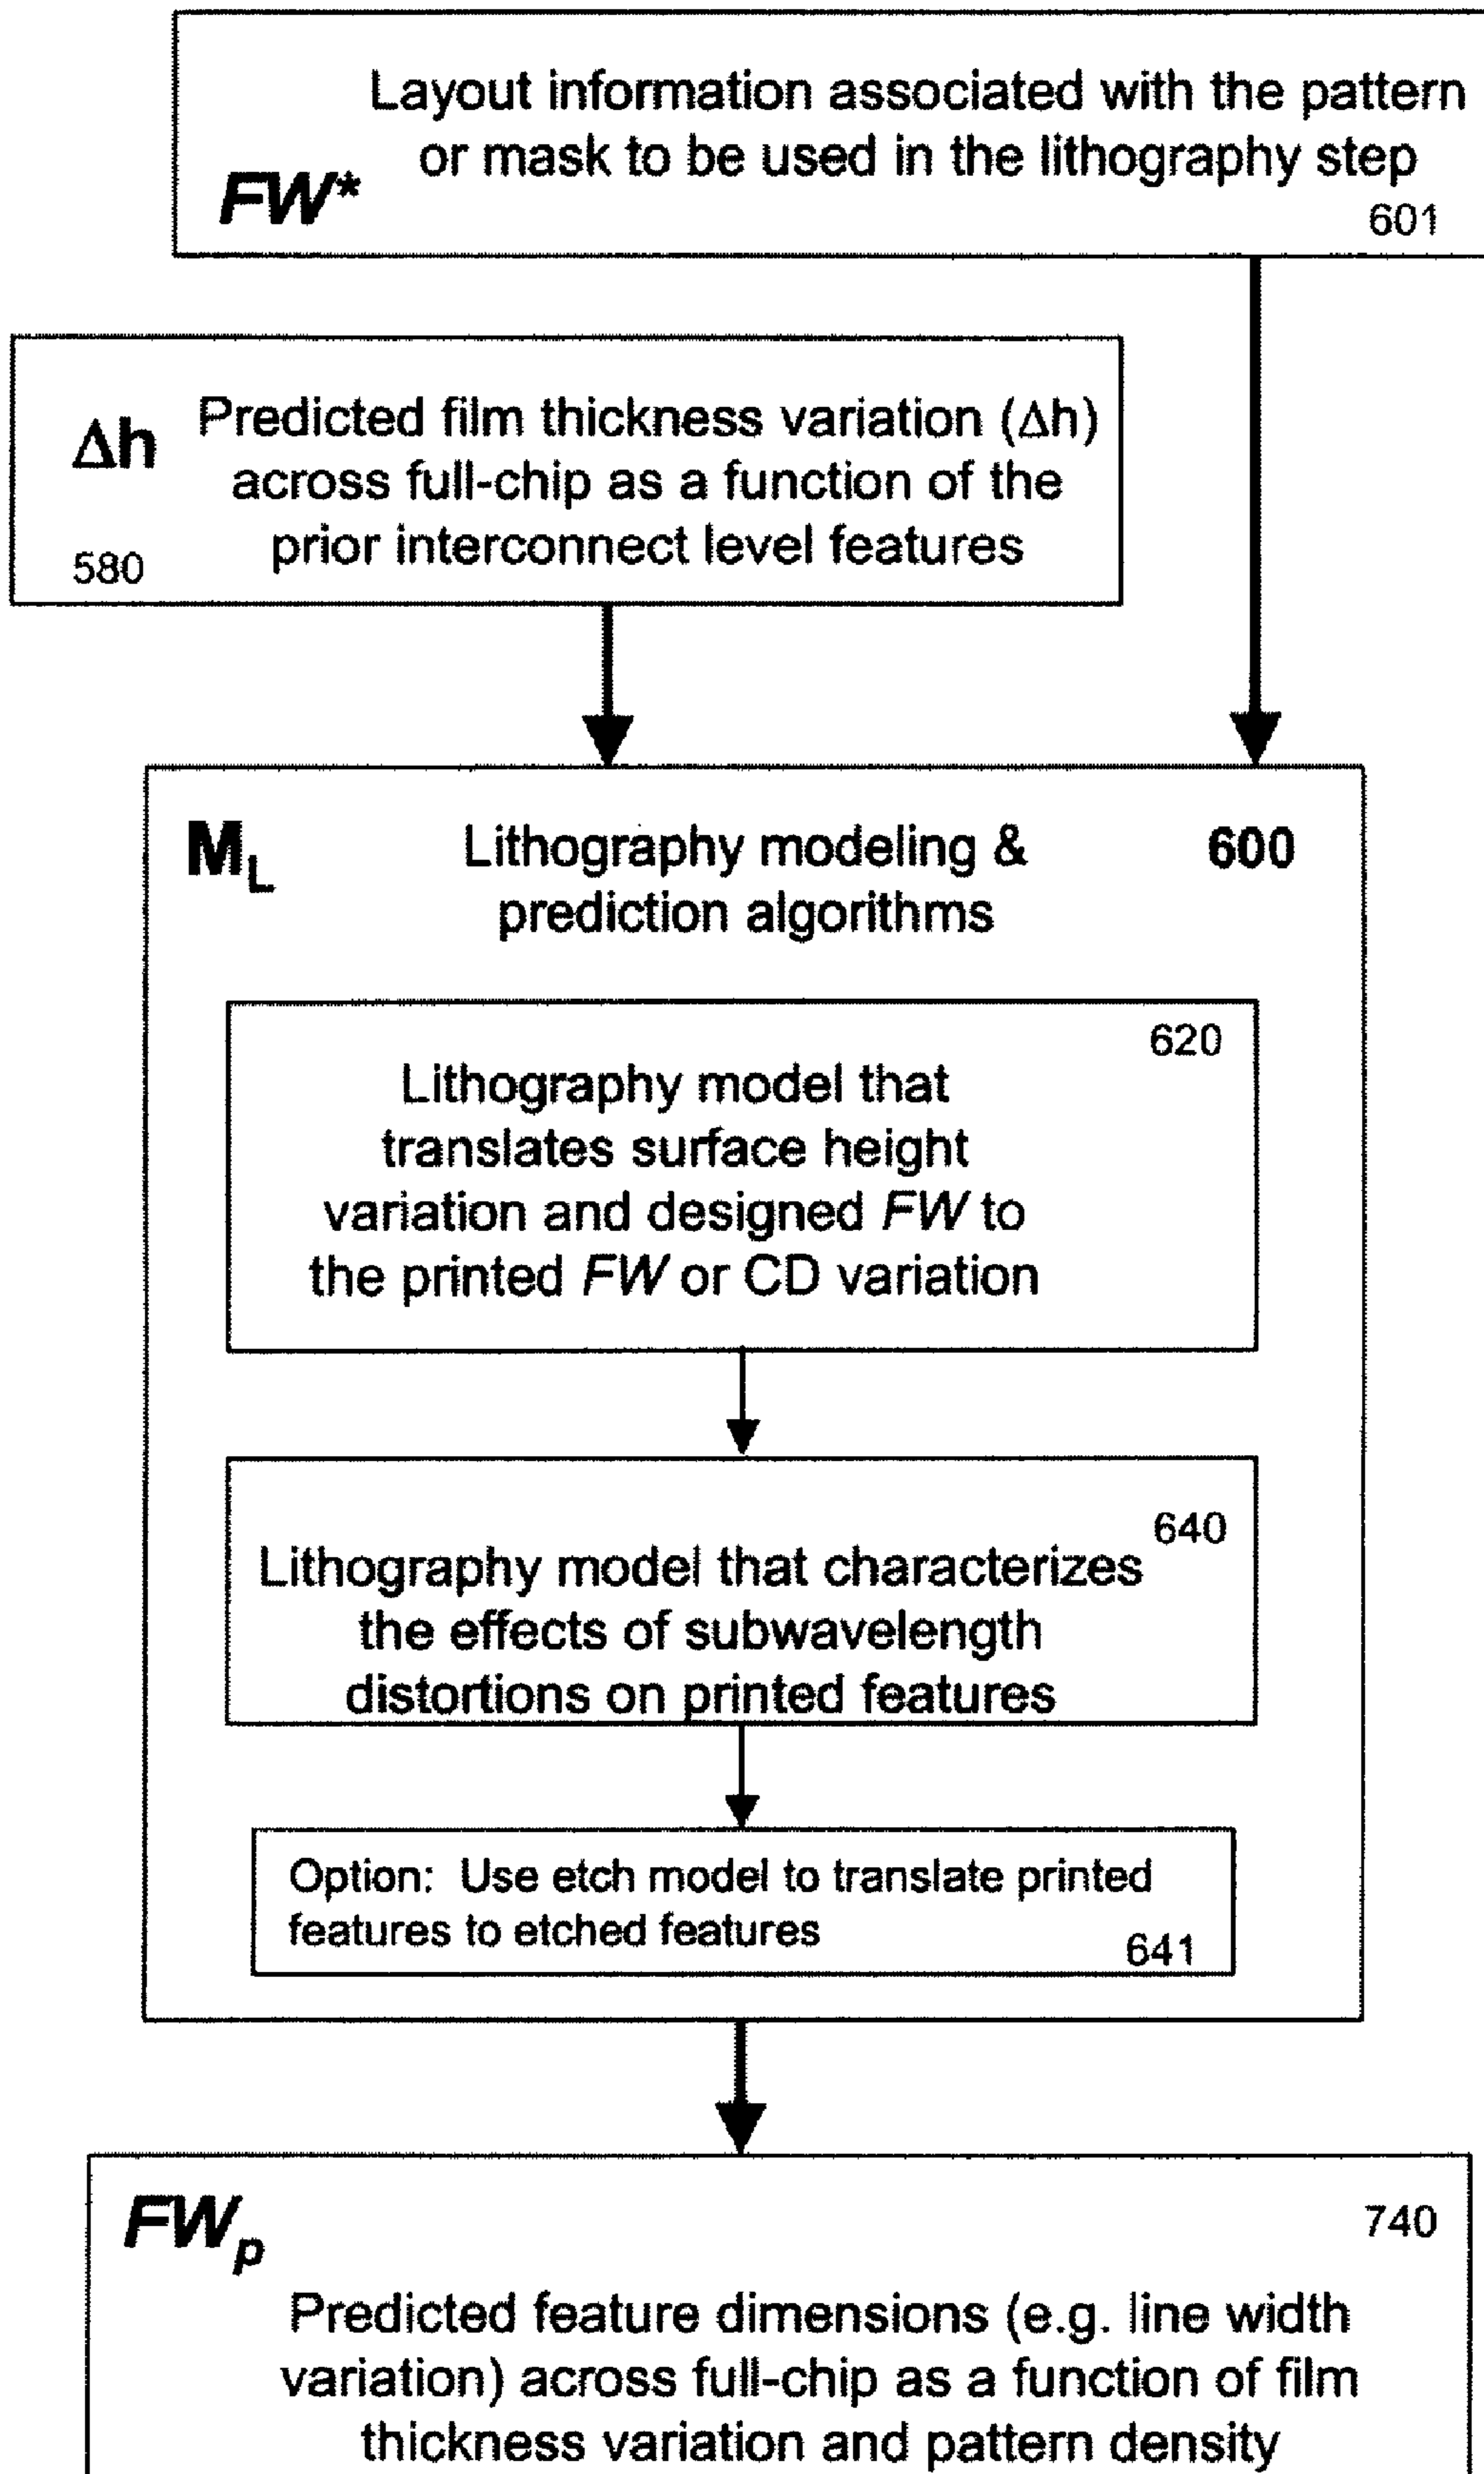 Layout information associated with the pattern
or mask to be used in the lithography step
FW*
601
Δh
Predicted film thickness variation (Δh)
across full-chip as a function of the
prior interconnect level features
580
M_L
Lithography modeling &
600
prediction algorithms
620
Lithography model that
translates surface height
variation and designed FW to
the printed FW or CD variation
640
Lithography model that characterizes
the effects of subwavelength
distortions on printed features
Option: Use etch model to translate printed
features to etched features
641
FW_p
740
Predicted feature dimensions (e.g. line width
variation) across full-chip as a function of film
thickness variation and pattern density